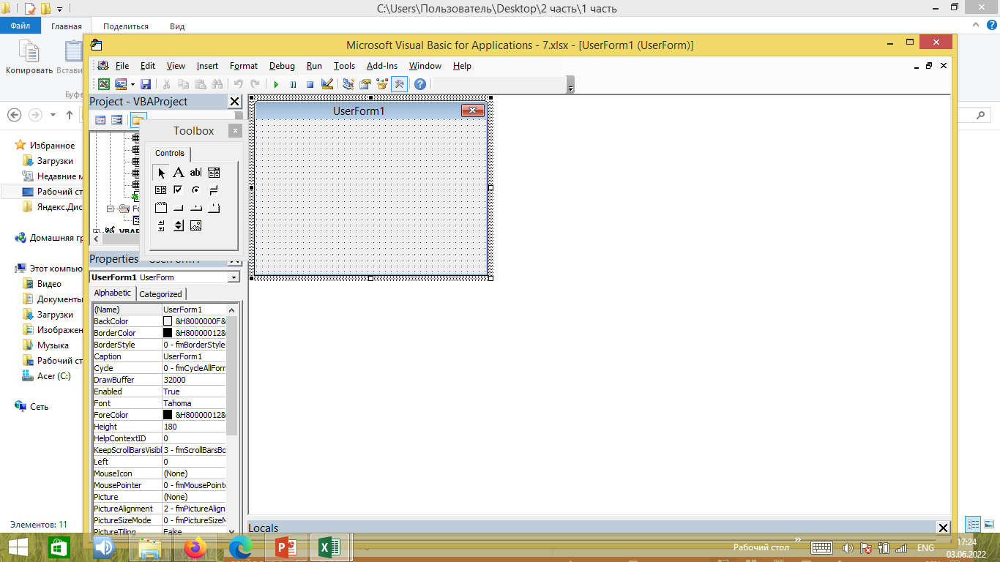 C:\Users\Пользователь\Desktop\2 часть\1 часть
Файл Главная Поделиться Вид
Копировать
Microsoft Visual Basic for Applications - 7.xlsx - [UserForm1 (UserForm)]
File Edit View Insert Format Debug Run Tools Add-Ins Window Help
Project - VBAProject
UserForm1
Toolbox
Controls
A ab
xyz
Избранное
Загрузки
Недавние м
Рабочий ст
Яндекс.Дис
Домашняя гр
Этот компью
Видео
Документы
Загрузки
Изображен
Музыка
Рабочий ст
Acer (C:)
Сеть
Элементов: 11
Properties
UserForm1 UserForm
Alphabetic Categorized
(Name) UserForm1
BackColor &H8000000F&
BorderColor &H80000012&
BorderStyle 0 - fmBorderStyle
Caption UserForm1
Cycle 0 - fmCycleAllForm
DrawBuffer 32000
Enabled True
Font Tahoma
ForeColor &H80000012&
Height 180
HelpContextID 0
KeepScrollBarsVisibl 3 - fmScrollBarsBo
Left 0
MouseIcon (None)
MousePointer 0 - fmMousePointe
Picture (None)
PictureAlignment 2 - fmPictureAlign
PictureSizeMode 0 - fmPictureSizeM
PictureTiling False
Locals
Рабочий стол
ENG
17:24
03.06.2022